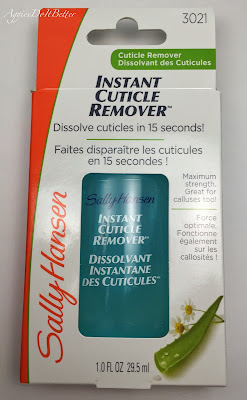 AgniesDoItBetter
3021
Cuticle Remover
Dissolvant des Cuticules
INSTANT
CUTICLE
REMOVER™
Dissolve cuticles in 15 seconds!
Faites disparaître les cuticules
en 15 secondes !
Maximum
strength.
Great for
calluses too!
Force
optimale.
Fonctionne
également
sur les
callosités !
Sally Hansen
Sally Hansen
INSTANT
CUTICLE
REMOVER™
DISSOLVANT
INSTANTANÉ
DES CUTICULES™
1.0 FL OZ 29.5 ml